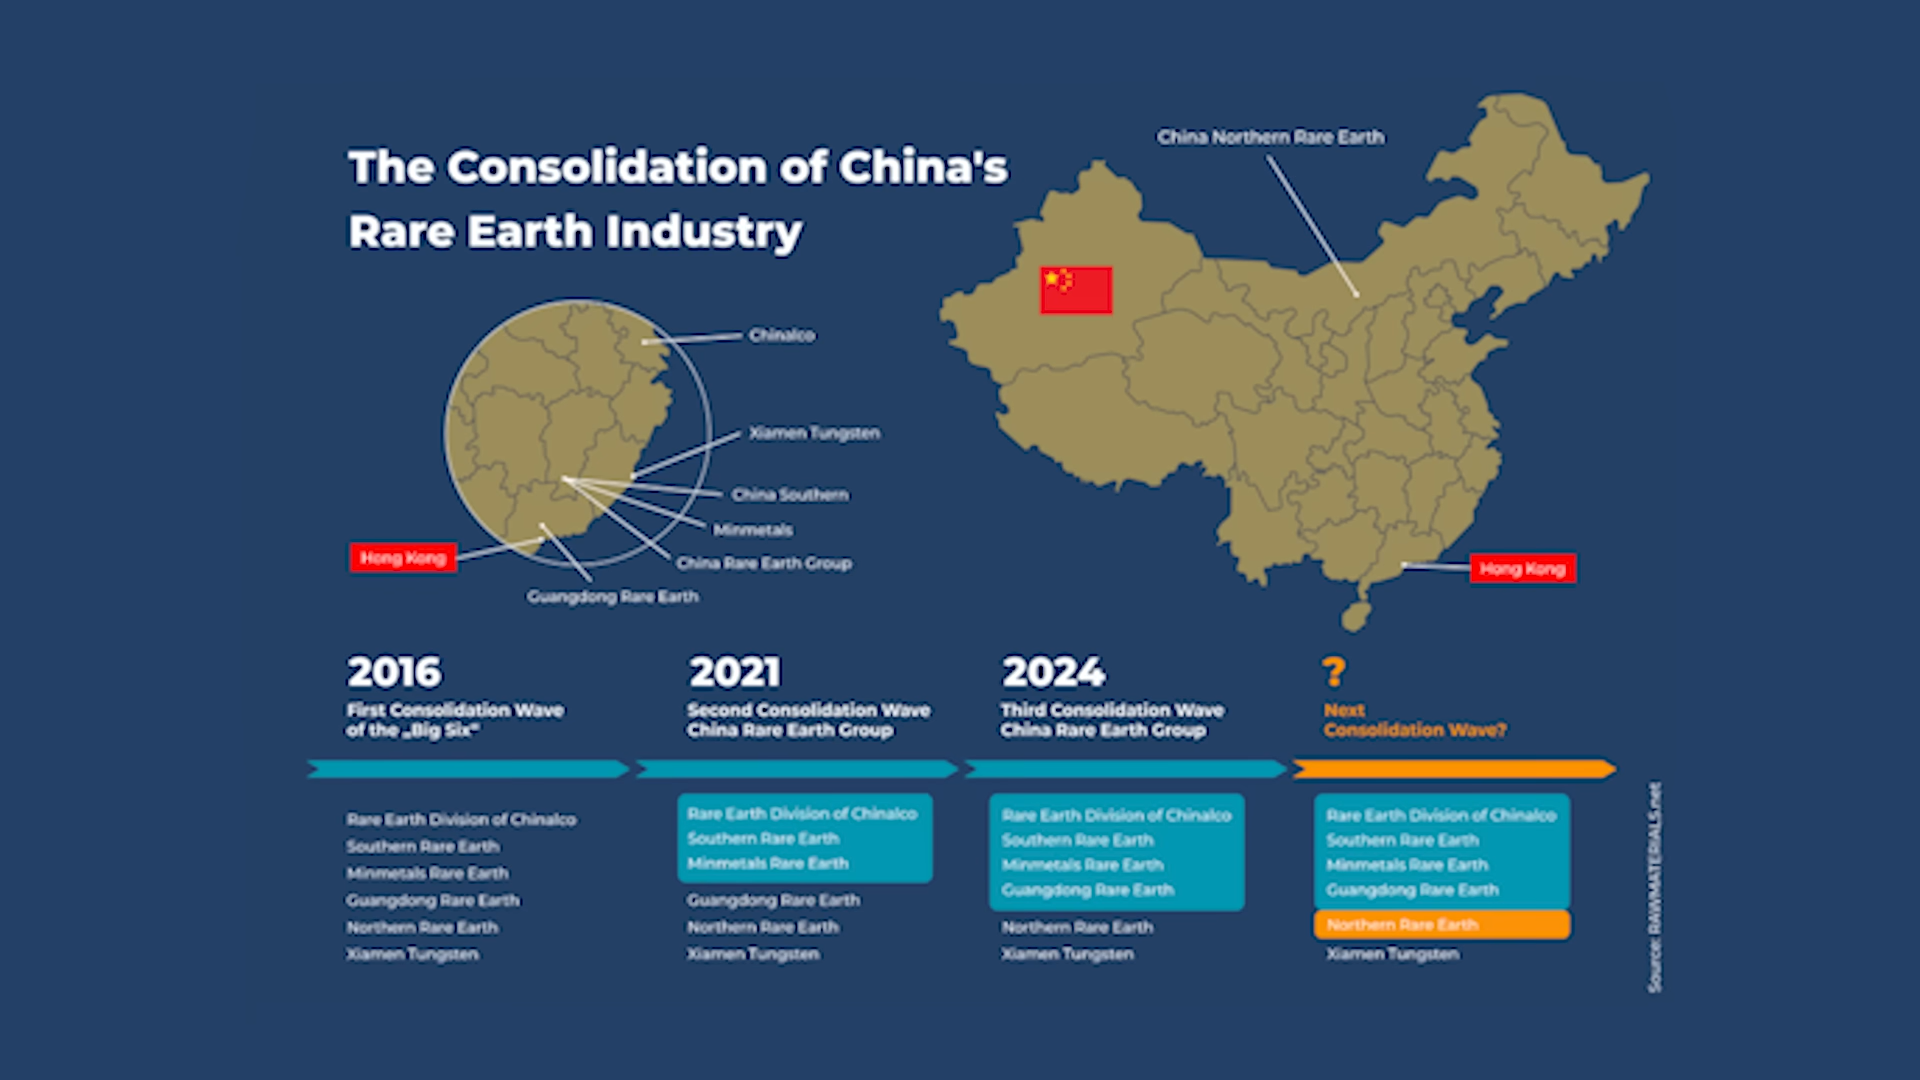 The Consolidation of China's
Rare Earth Industry
China Northern Rare Earth
Chinalco
Xiamen Tungsten
China Southern
Minmetals
China Rare Earth Group
Hong Kong
Guangdong Rare Earth
Hong Kong
2016
First Consolidation Wave
of the „Big Six“
Rare Earth Division of Chinalco
Southern Rare Earth
Minmetals Rare Earth
Guangdong Rare Earth
Northern Rare Earth
Xiamen Tungsten
2021
Second Consolidation Wave
China Rare Earth Group
Rare Earth Division of Chinalco
Southern Rare Earth
Minmetals Rare Earth
Guangdong Rare Earth
Northern Rare Earth
Xiamen Tungsten
2024
Third Consolidation Wave
China Rare Earth Group
Rare Earth Division of Chinalco
Southern Rare Earth
Minmetals Rare Earth
Guangdong Rare Earth
Northern Rare Earth
Xiamen Tungsten
?
Next
Consolidation Wave?
Rare Earth Division of Chinalco
Southern Rare Earth
Minmetals Rare Earth
Guangdong Rare Earth
Northern Rare Earth
Xiamen Tungsten
Source: RAWMATERIALS.net